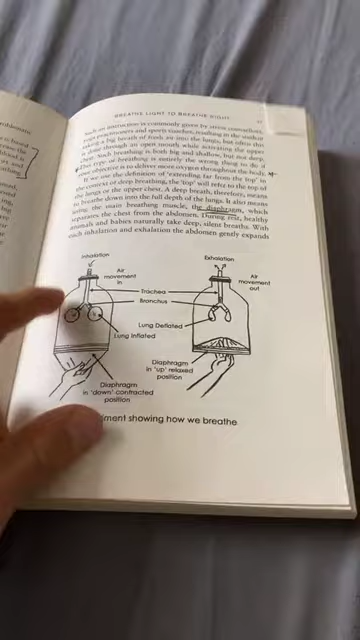 BREATHE LIGHT TO BREATHE RIGHT
Such an instruction is commonly given by stress counsellors,
yoga practitioners and sports coaches, resulting in the student
taking a big breath of fresh air into the lungs, but often this
is done through an open mouth while activating the upper
chest. Such breathing is both big and shallow, but not deep.
This type of breathing is entirely the wrong thing to do if
your objective is to deliver more oxygen throughout the body.
If we use the definition of 'extending far from the top' to
the context of deep breathing, the 'top' will refer to the top of
the lungs or the upper chest. A deep breath, therefore, means
to breathe down into the full depth of the lungs. It also means
using the main breathing muscle, the diaphragm, which
separates the chest from the abdomen. During rest, healthy
animals and babies naturally take deep, silent breaths. With
each inhalation and exhalation the abdomen gently expands
Inhalation
Exhalation
Air
movement
in
Air
movement
out
Trachea
Bronchus
Lung Deflated
Lung Inflated
Diaphragm
in 'up' relaxed
position
Diaphragm
in 'down' contracted
position
showing how we breathe